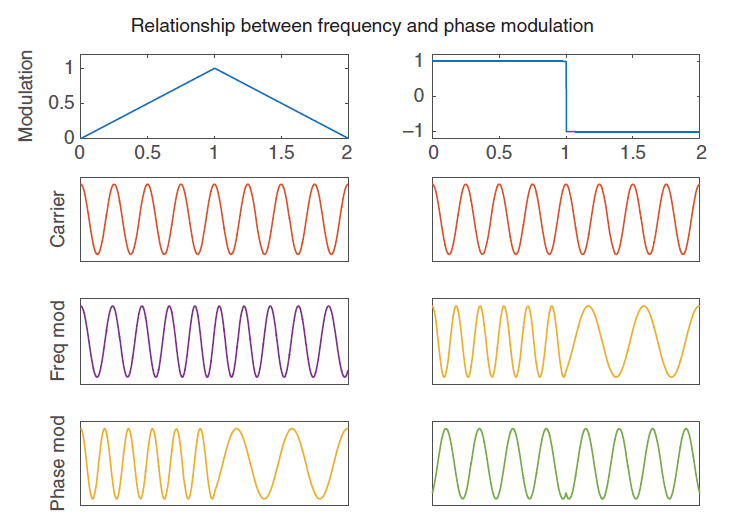 Relationship between frequency and phase modulation
Modulation
1
0.5
0
0 0.5 1 1.5 2
1
0
−1
0 0.5 1 1.5 2
Carrier
Freq mod
Phase mod